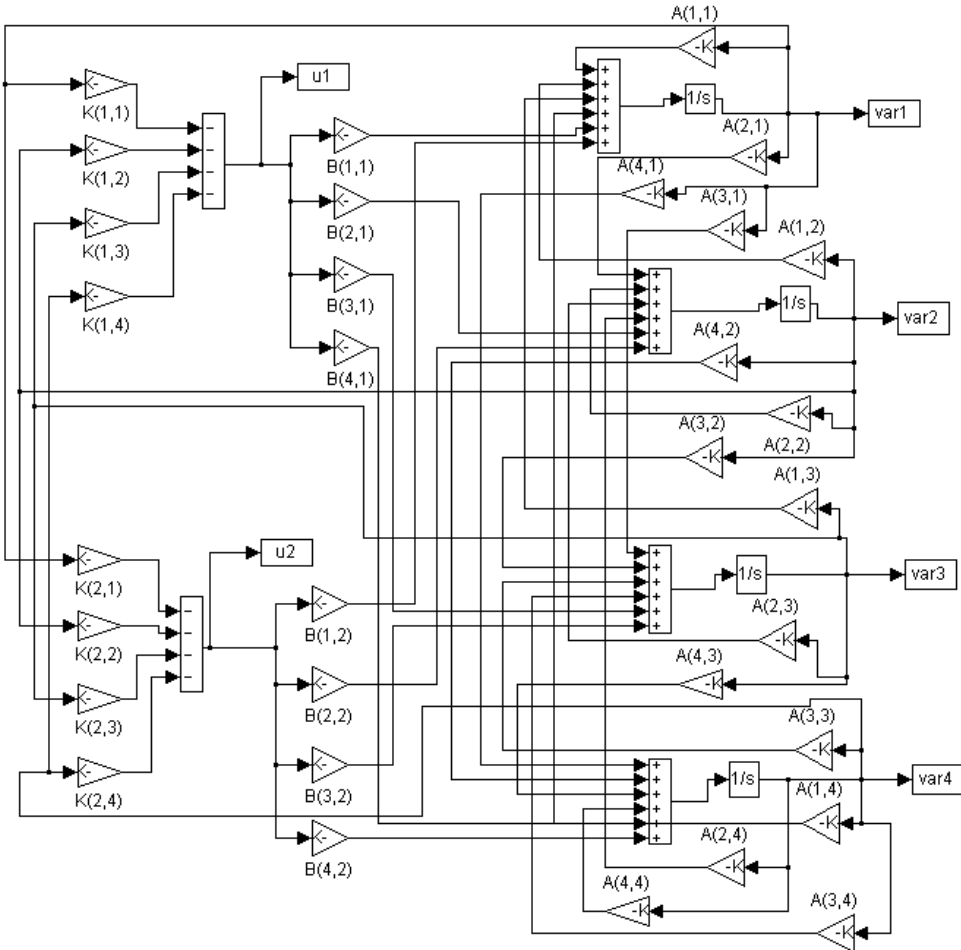 A(1,1)
-K
K(1,1)
u1
1/s
var1
A(2,1)
-K
B(1,1)
K(1,2)
A(4,1)
-K
A(3,1)
-K
B(2,1)
K(1,3)
A(1,2)
-K
B(3,1)
K(1,4)
1/s
var2
A(4,2)
-K
B(4,1)
A(3,2)
-K
A(2,2)
-K
A(1,3)
-K
u2
K(2,1)
1/s
var3
A(2,3)
-K
B(1,2)
K(2,2)
A(4,3)
-K
B(2,2)
K(2,3)
A(3,3)
-K
B(3,2)
K(2,4)
1/s
var4
A(1,4)
-K
A(2,4)
-K
B(4,2)
A(4,4)
-K
A(3,4)
-K